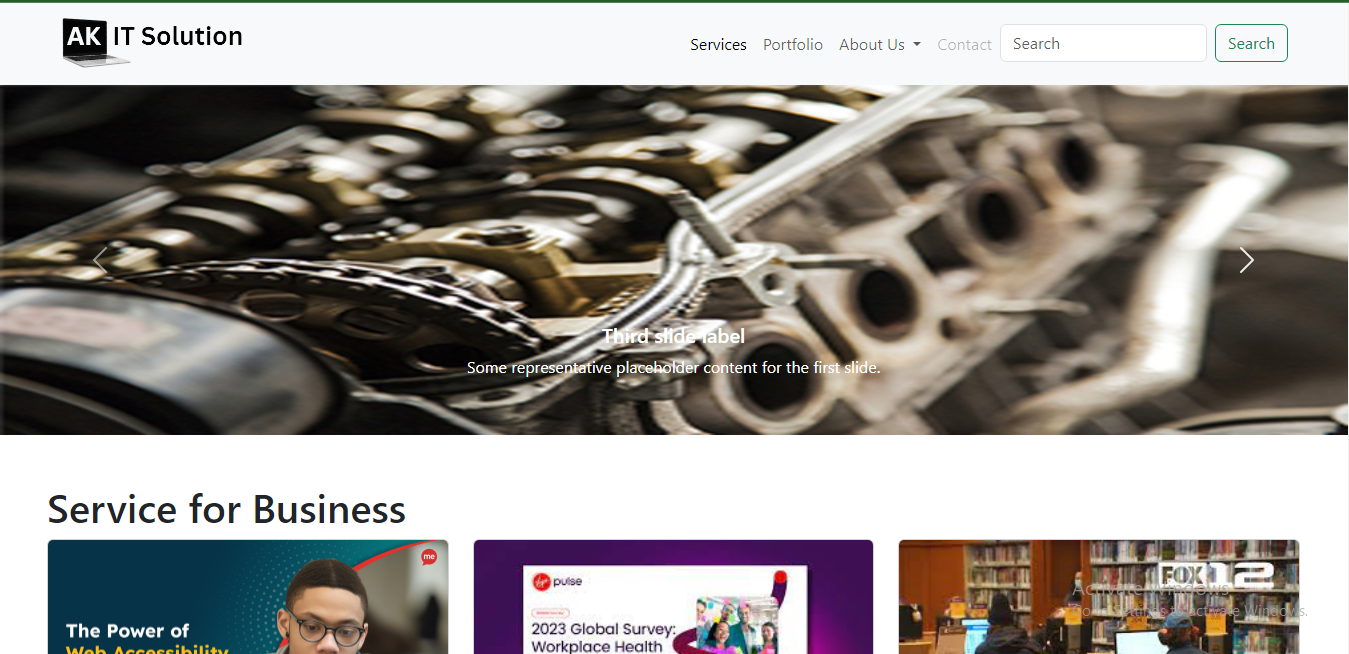 AK IT Solution
Services Portfolio About Us Contact Search Search
Third slide label
Some representative placeholder content for the first slide.
Service for Business
me
The Power of
Web Accessibility
pulse
2023 Global Survey:
Workplace Health
FOX 12
Activate Windows
Go to Settings to activate Windows.